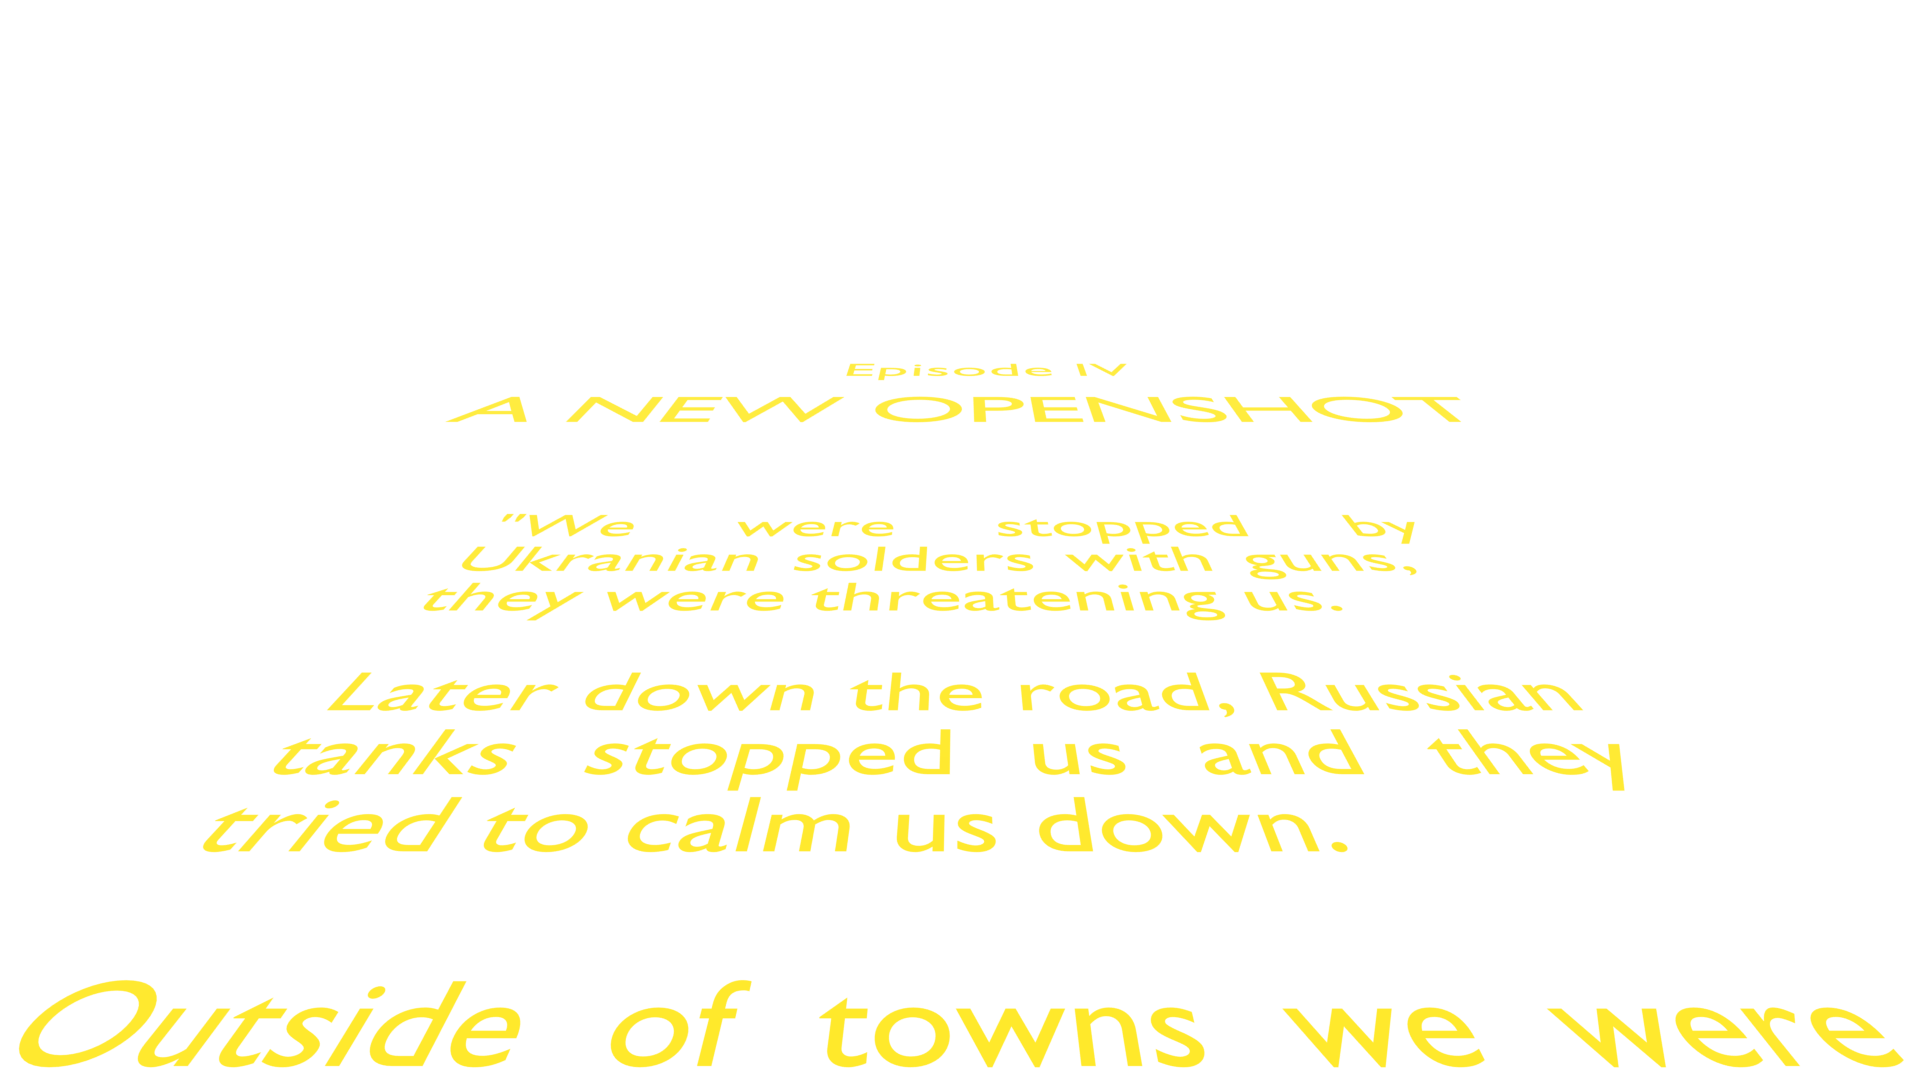 Episode IV
A NEW OPENSHOT
"We were stopped by
Ukranian solders with guns,
they were threatening us.
Later down the road, Russian
tanks stopped us and they
tried to calm us down.
Outside of towns we were